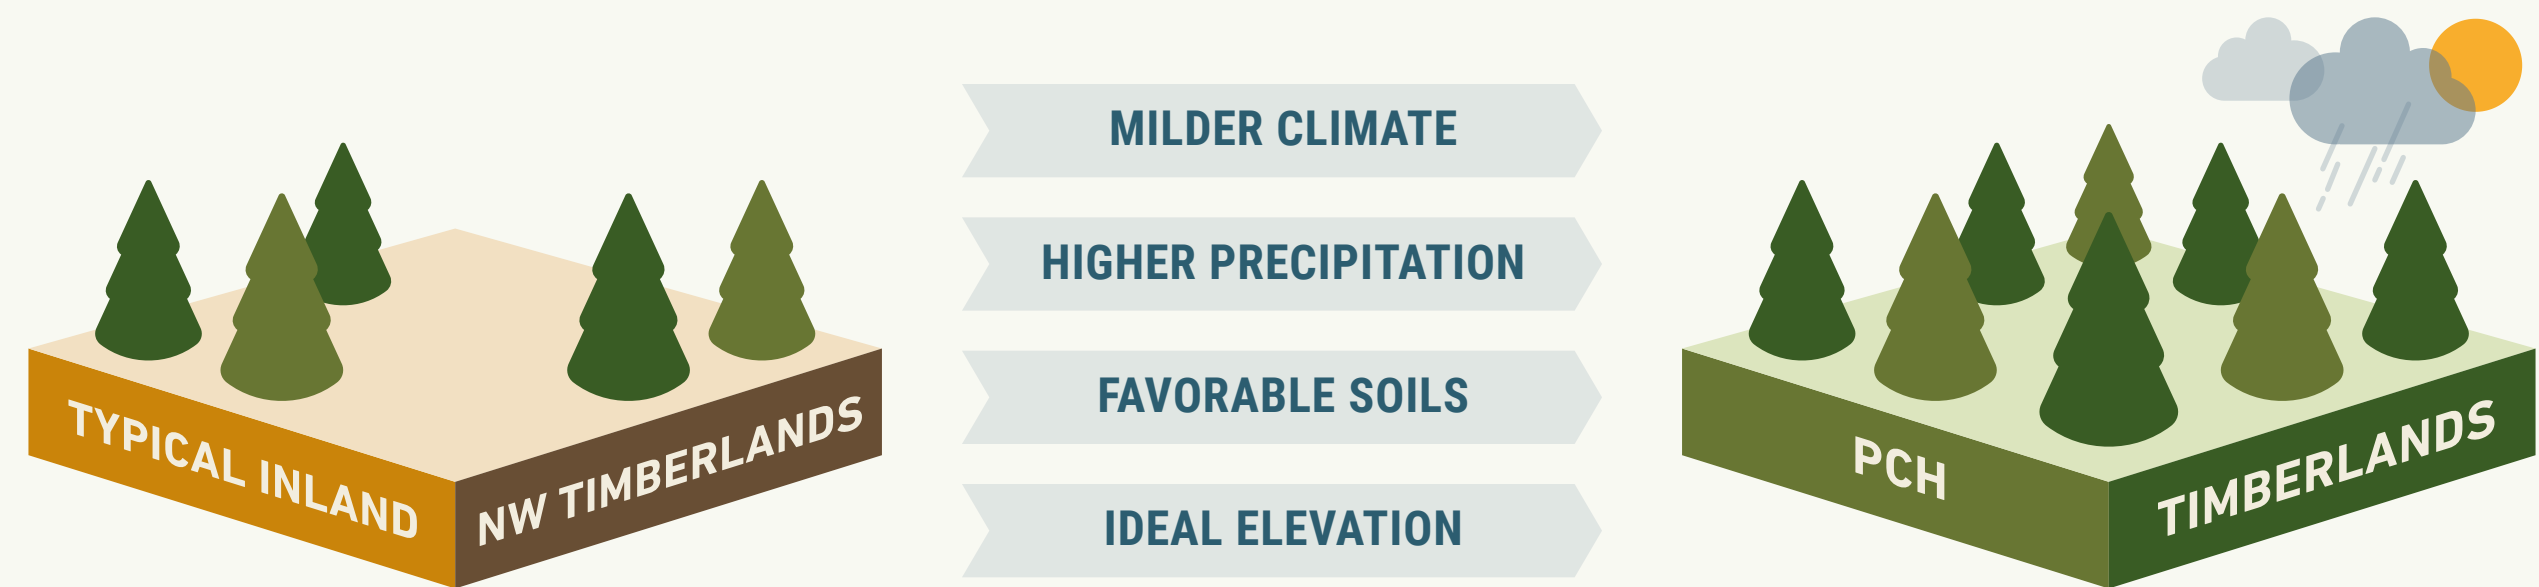 TYPICAL INLAND
NW TIMBERLANDS
MILDER CLIMATE
HIGHER PRECIPITATION
FAVORABLE SOILS
IDEAL ELEVATION
PCH
TIMBERLANDS